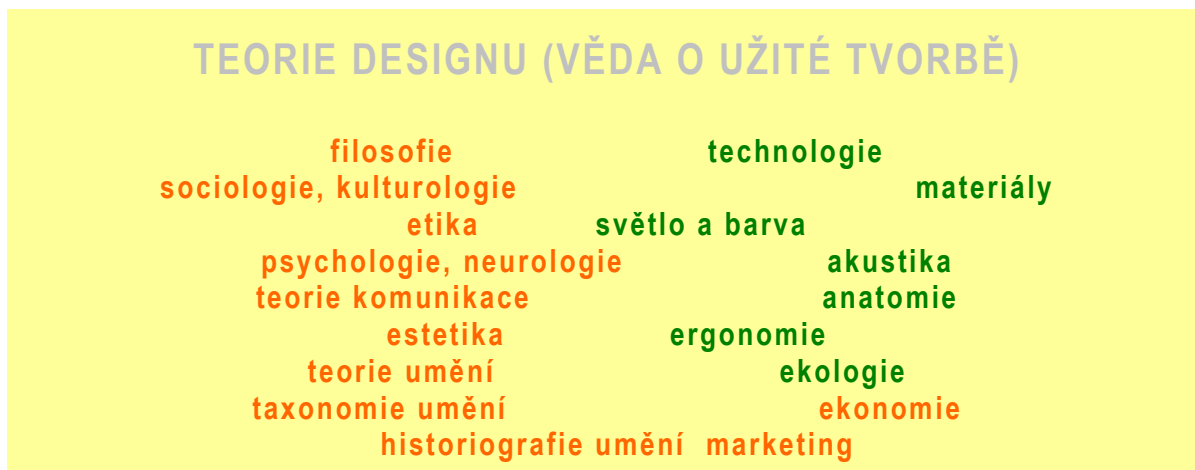 TEORIE DESIGNU (VĚDA O UŽITÉ TVORBĚ)
filosofie technologie
sociologie, kulturologie materiály
etika světlo a barva
psychologie, neurologie akustika
teorie komunikace anatomie
estetika ergonomie
teorie umění ekologie
taxonomie umění ekonomie
historiografie umění marketing